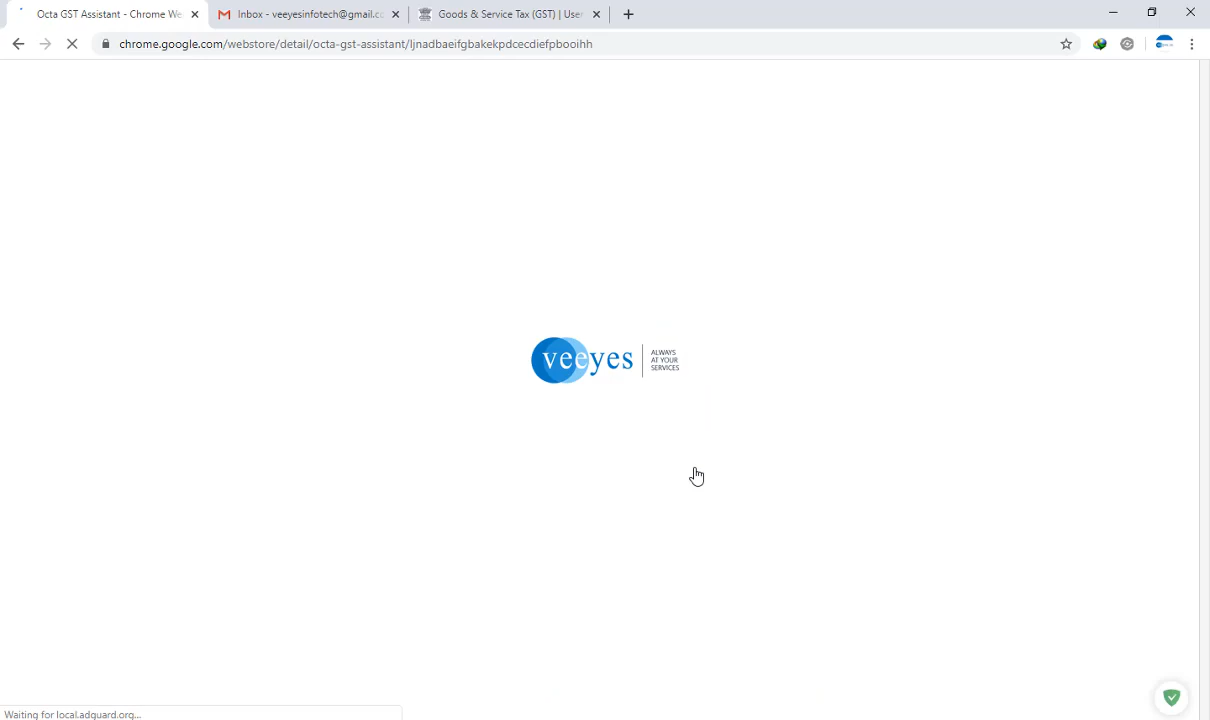 Octa GST Assistant - Chrome We
Inbox - veeyesinfotech@gmail.c
Goods & Service Tax (GST) | User
chrome.google.com/webstore/detail/octa-gst-assistant/ljnadbaeifgbakekpdcecdiefpbooihh
veeyes
ALWAYS
AT YOUR
SERVICES
Waiting for local.adguard.org...